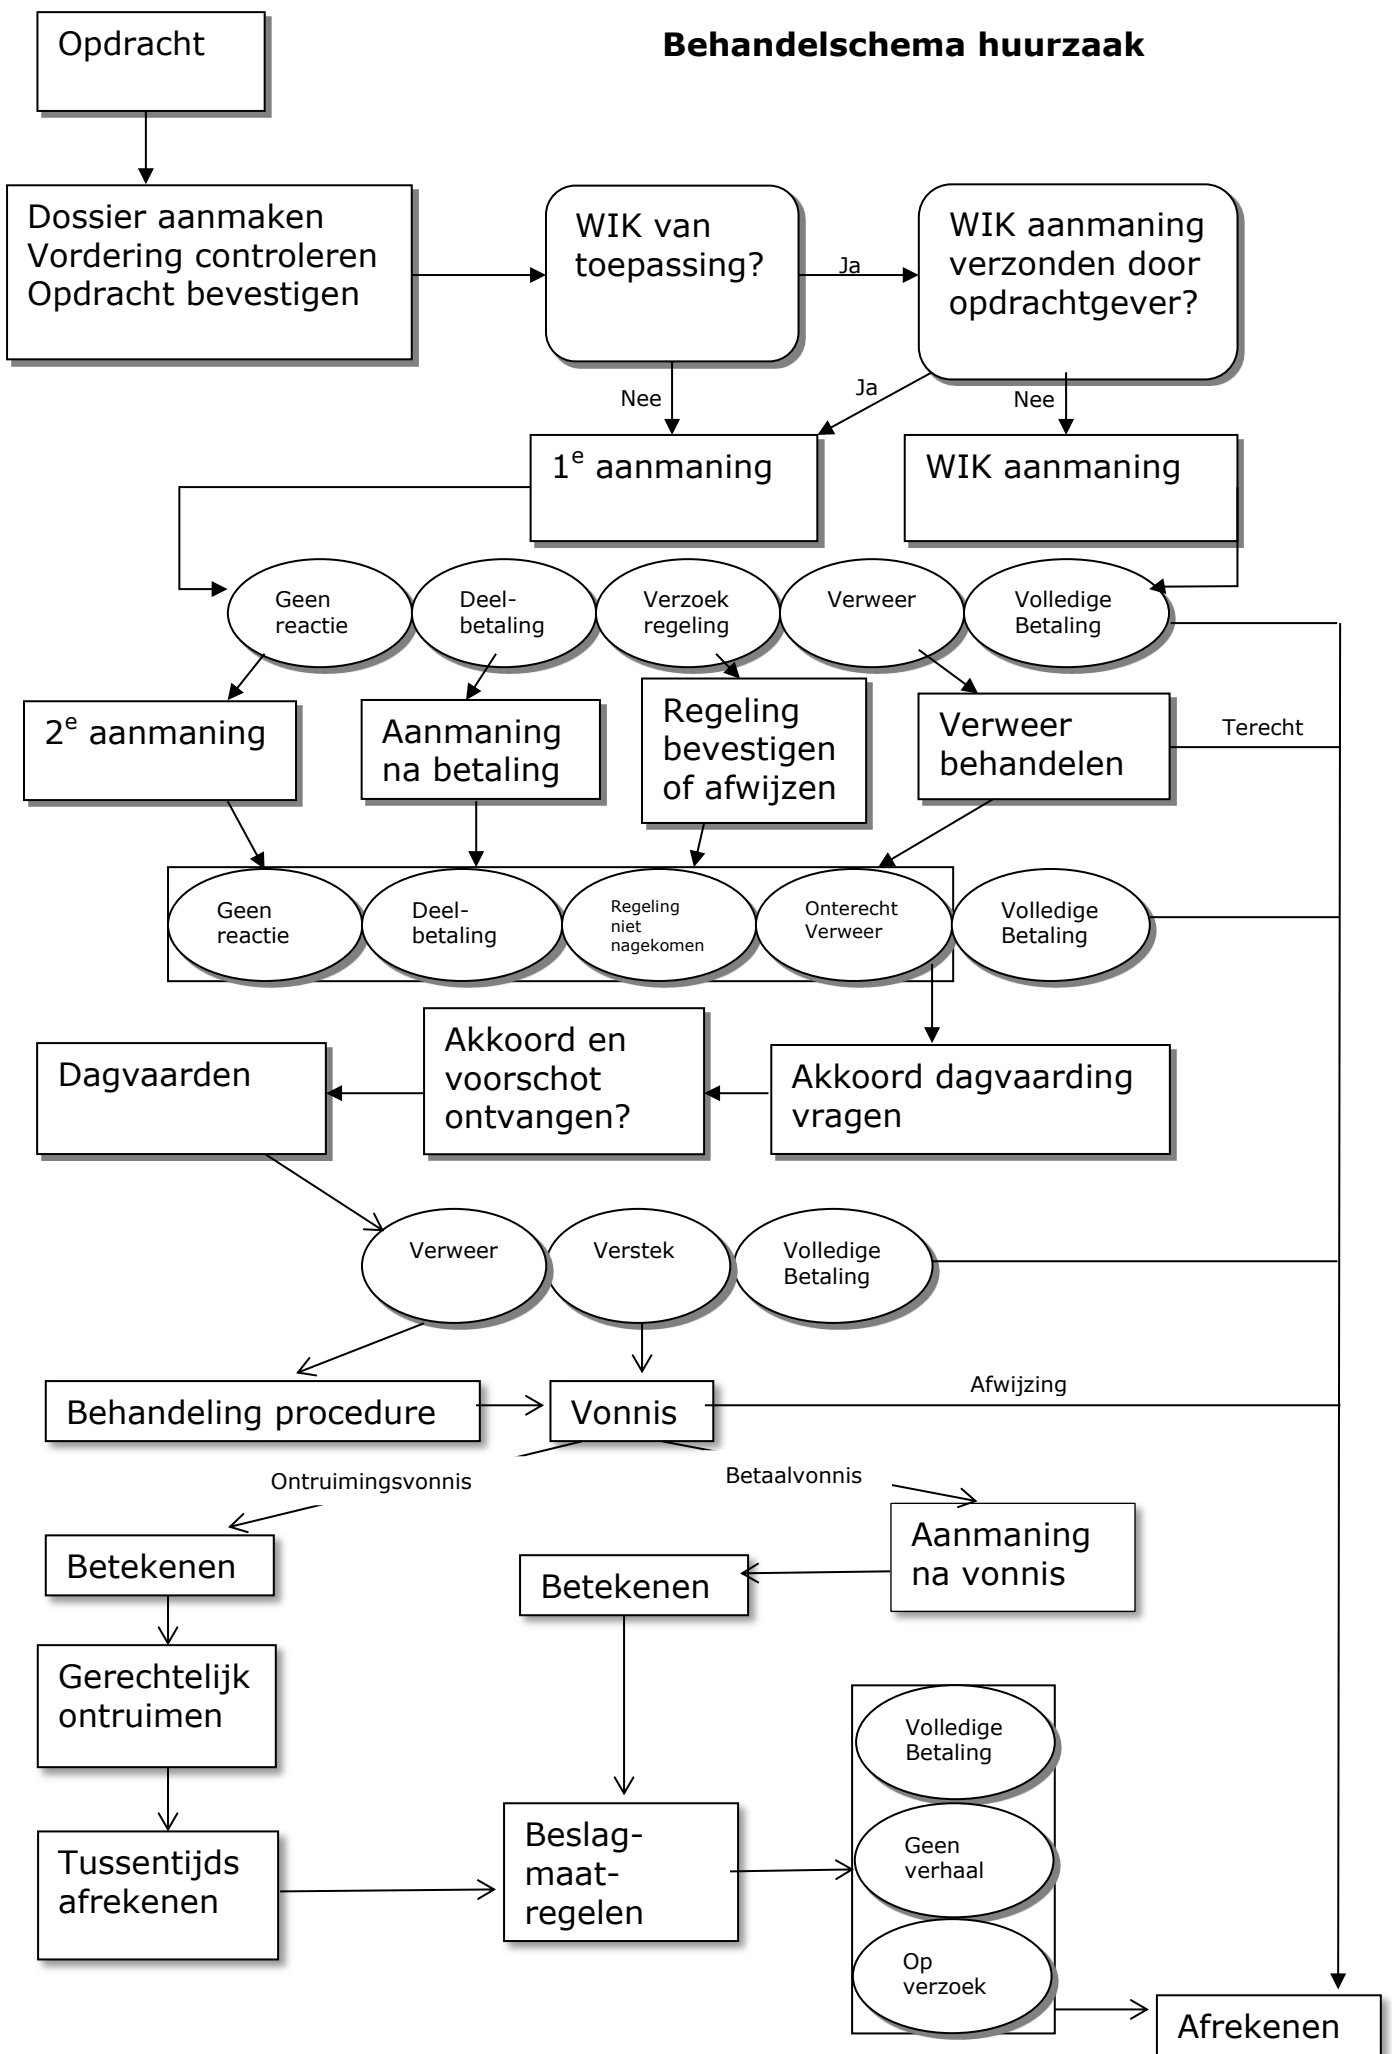 Opdracht
Behandelschema huurzaak
Dossier aanmaken
Vordering controleren
Opdracht bevestigen
WIK van
toepassing?
Ja
WIK aanmaning
verzonden door
opdrachtgever?
Nee
Ja
Nee
1e aanmaning
WIK aanmaning
Geen
reactie
Deel-
betaling
Verzoek
regeling
Verweer
Volledige
Betaling
2e aanmaning
Aanmaning
na betaling
Regeling
bevestigen
of afwijzen
Verweer
behandelen
Terecht
Geen
reactie
Deel-
betaling
Regeling
niet
nagekomen
Onterecht
Verweer
Volledige
Betaling
Dagvaarden
Akkoord en
voorschot
ontvangen?
Akkoord dagvaarding
vragen
Verweer
Verstek
Volledige
Betaling
Behandeling procedure
Vonnis
Afwijzing
Ontruimingsvonnis
Betaalvonnis
Betekenen
Betekenen
Aanmaning
na vonnis
Gerechtelijk
ontruimen
Tussentijds
afrekenen
Beslag-
maat-
regelen
Volledige
Betaling
Geen
verhaal
Op
verzoek
Afrekenen